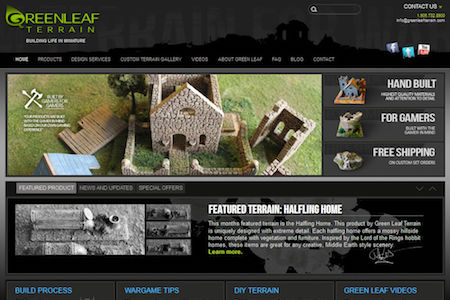 GREENLEAF
TERRAIN
BUILDING LIFE IN MINIATURE
CONTACT US
info@greenleafterrain.com
HOME PRODUCTS DESIGN SERVICES CUSTOM TERRAIN GALLERY VIDEOS ABOUT GREEN LEAF FAQ BLOG CONTACT
BUILT BY
GAMERS FOR
GAMERS
HAND BUILT
HIGHEST QUALITY MATERIALS
AND ATTENTION TO DETAIL
FOR GAMERS
BUILT WITH THE
GAMER IN MIND
FREE SHIPPING
ON CUSTOM SET ORDERS
FEATURED PRODUCT NEWS AND UPDATES SPECIAL OFFERS
FEATURED TERRAIN: HALFLING HOME
This months featured terrain is the Halfling Home. This product by Green Leaf Terrain
is uniquely designed with extreme detail. Each halfling home offers a mossy hillside
home complete with vegetation and furniture. Inspired by the Lord of the Rings hobbit
homes, these items are great for any creative, Middle Earth style scenery.
Learn more.
BUILD PROCESS WARGAME TIPS DIY TERRAIN GREEN LEAF VIDEOS